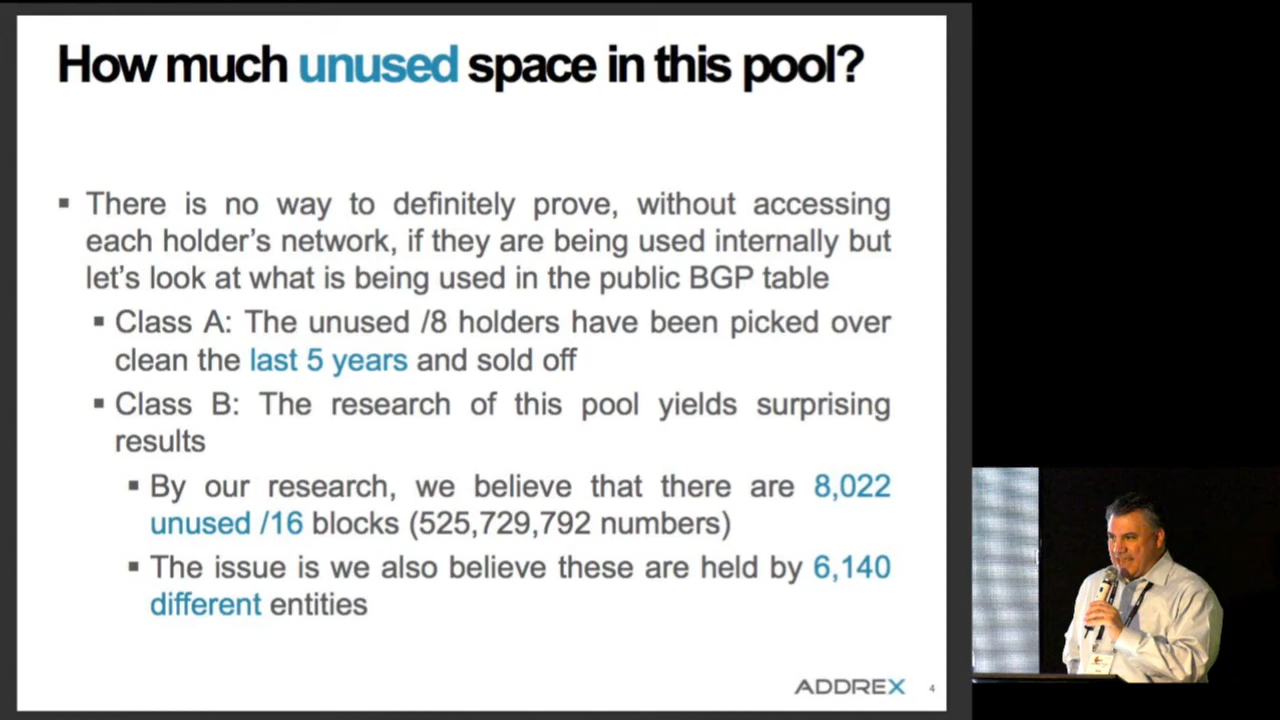 How much unused space in this pool?
▪ There is no way to definitely prove, without accessing
each holder's network, if they are being used internally but
let's look at what is being used in the public BGP table
▪ Class A: The unused /8 holders have been picked over
clean the last 5 years and sold off
▪ Class B: The research of this pool yields surprising
results
▪ By our research, we believe that there are 8,022
unused /16 blocks (525,729,792 numbers)
▪ The issue is we also believe these are held by 6,140
different entities
ADDREX 4